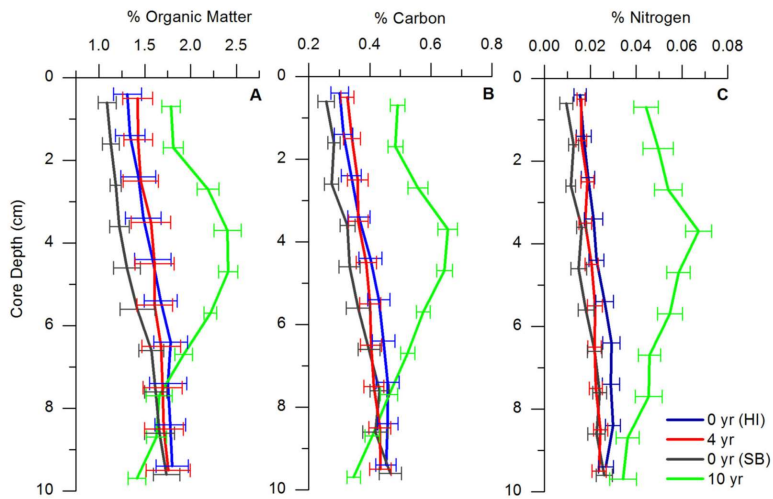 % Organic Matter
% Carbon
% Nitrogen
1.0 1.5 2.0 2.5
0.2 0.4 0.6 0.8
0.00 0.02 0.04 0.06 0.08
0
2
4
6
8
10
Core Depth (cm)
A
0
2
4
6
8
10
B
0
2
4
6
8
10
C
0 yr (HI)
4 yr
0 yr (SB)
10 yr